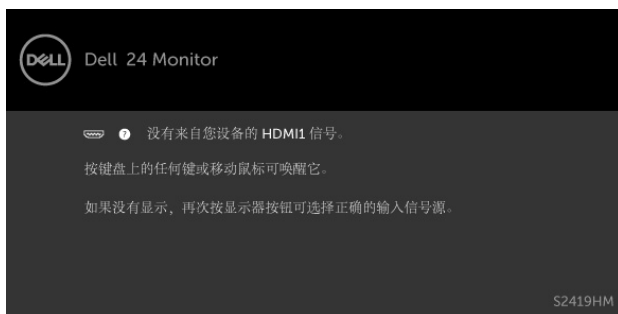 DELL
Dell 24 Monitor
? 没有来自您设备的 HDMI1 信号。
按键盘上的任何键或移动鼠标可唤醒它。
如果没有显示，再次按显示器按钮可选择正确的输入信号源。
S2419HM